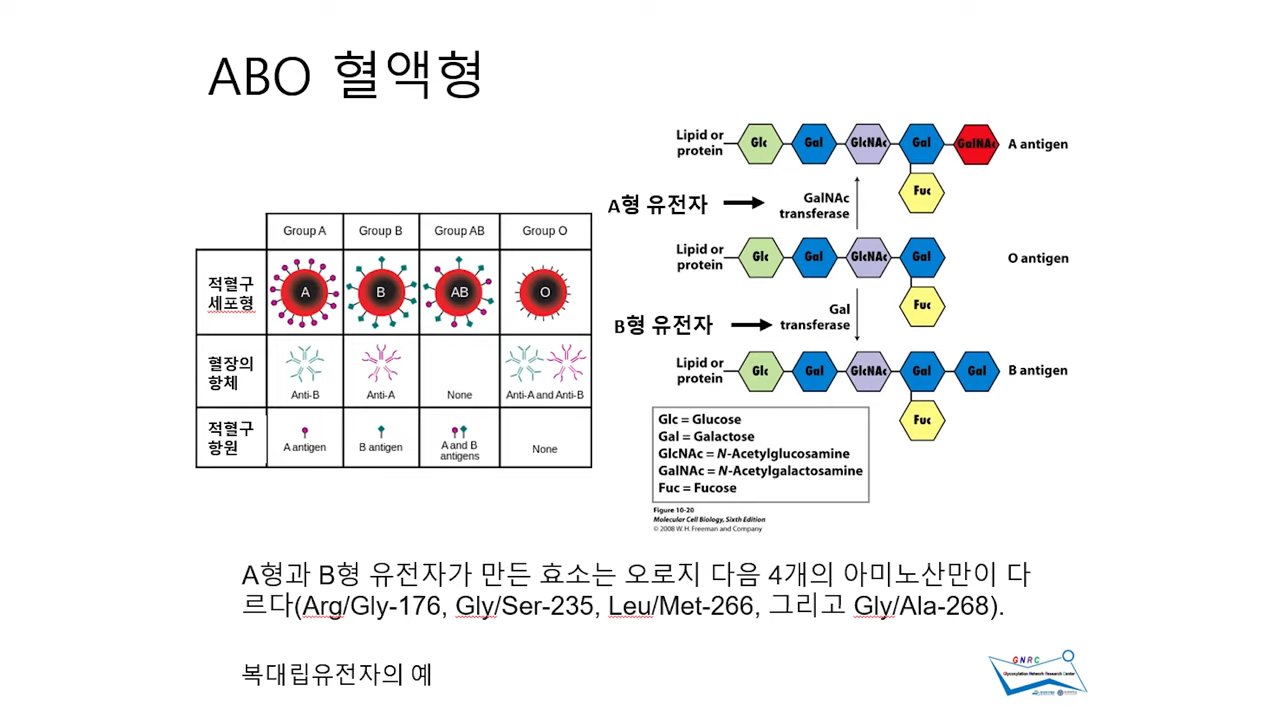 ABO 혈액형
Group A
Group B
Group AB
Group O
적혈구
세포형
A
B
AB
O
혈장의
항체
Anti-B
Anti-A
None
Anti-A and Anti-B
적혈구
항원
A antigen
B antigen
A and B
antigens
None
Lipid or
protein
Glc
Gal
GlcNAc
Gal
GalNAc
A antigen
Fuc
A형 유전자
GalNAc
transferase
Lipid or
protein
Glc
Gal
GlcNAc
Gal
O antigen
Fuc
B형 유전자
Gal
transferase
Lipid or
protein
Glc
Gal
GlcNAc
Gal
Gal
B antigen
Fuc
Glc = Glucose
Gal = Galactose
GlcNAc = N-Acetylglucosamine
GalNAc = N-Acetylgalactosamine
Fuc = Fucose
Figure 10-20
Molecular Cell Biology, Sixth Edition
© 2008 W. H. Freeman and Company
A형과 B형 유전자가 만든 효소는 오로지 다음 4개의 아미노산만이 다
르다(Arg/Gly-176, Gly/Ser-235, Leu/Met-266, 그리고 Gly/Ala-268).
복대립유전자의 예
GNRC
Glycosylation Network Research Center